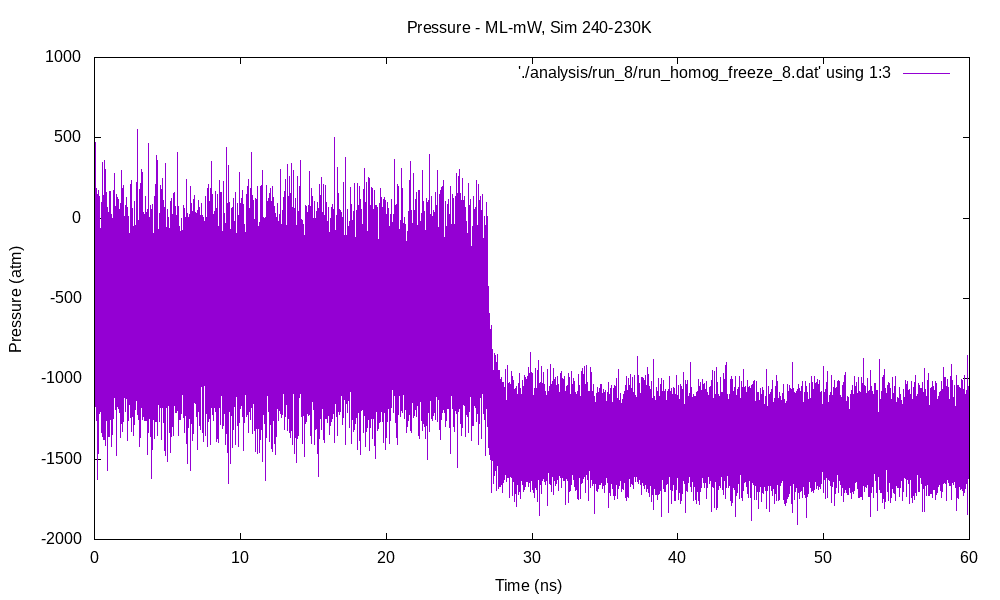 Pressure - ML-mW, Sim 240-230K
'./analysis/run_8/run_homog_freeze_8.dat' using 1:3
1000
500
0
-500
-1000
-1500
-2000
Pressure (atm)
0 10 20 30 40 50 60
Time (ns)